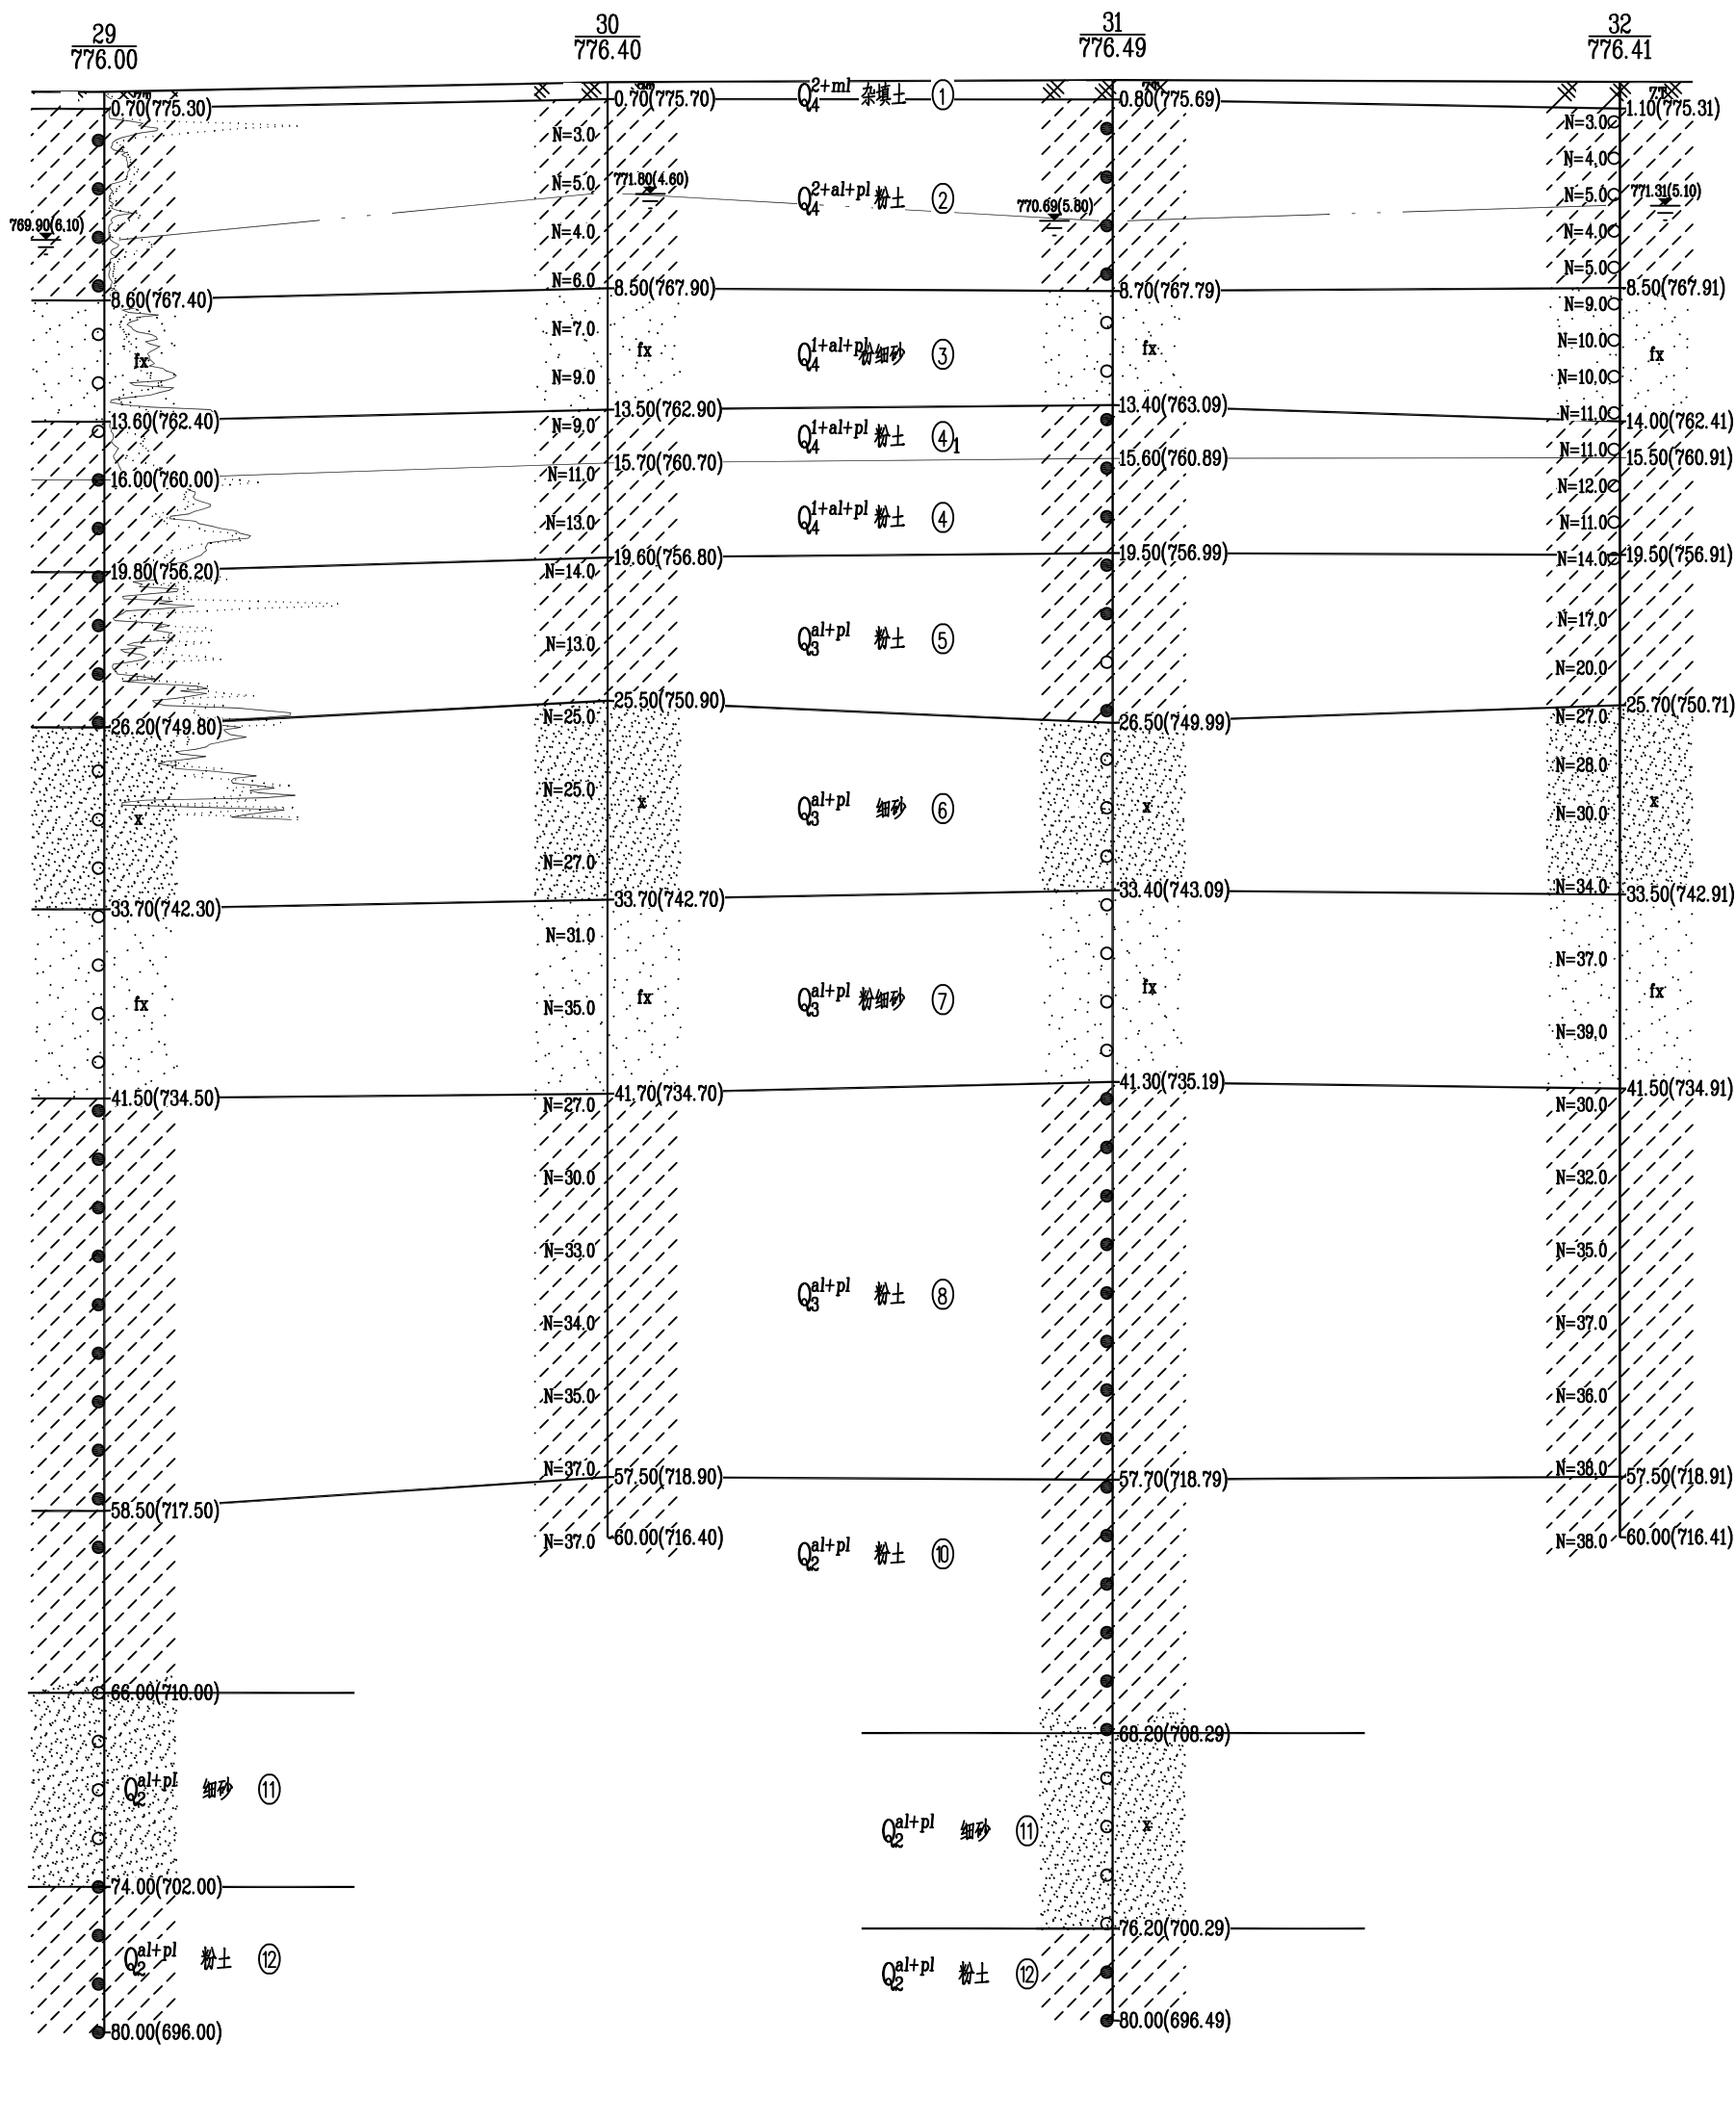 29 30 31 32
776.00 776.40 776.49 776.41
0.70(775.30) 0.70(775.70) Q4 2+ml 杂填土 ① 0.80(775.69) 1.10(775.31)
N=3.0 N=3.0
N=4.0
N=5.0 771.80(4.60) Q4 2+al+pl 粉土 ② N=5.0 771.31(5.10)
769.90(6.10) 770.69(5.80)
N=4.0 N=4.0
N=6.0 N=5.0
8.60(767.40) 8.50(767.90) 8.70(767.79) 8.50(767.91)
N=9.0
N=7.0 N=10.0
fx fx Q4 1+al+pl 粉细砂 ③ fx fx
N=9.0 N=10.0
13.60(762.40) 13.50(762.90) 13.40(763.09) N=11.0 14.00(762.41)
N=9.0 Q4 1+al+pl 粉土 ④1 N=11.0
16.00(760.00) N=11.0 15.70(760.70) 15.60(760.89) 15.50(760.91)
N=12.0
N=13.0 Q4 1+al+pl 粉土 ④ N=11.0
19.80(756.20) 19.60(756.80) 19.50(756.99) N=14.0 19.50(756.91)
N=14.0
N=17.0
N=13.0 Q3 al+pl 粉土 ⑤ N=20.0
26.20(749.80) 25.50(750.90) 26.50(749.99) 25.70(750.71)
N=25.0 N=27.0
N=28.0
N=25.0
x x Q3 al+pl 细砂 ⑥ x x
N=30.0
N=27.0 N=34.0
33.70(742.30) 33.70(742.70) 33.40(743.09) 33.50(742.91)
N=31.0 N=37.0
fx fx Q3 al+pl 粉细砂 ⑦ fx fx
N=35.0 N=39.0
41.50(734.50) 41.70(734.70) 41.30(735.19) 41.50(734.91)
N=27.0 N=30.0
N=30.0 N=32.0
N=33.0 N=35.0
Q3 al+pl 粉土 ⑧
N=34.0 N=37.0
N=35.0 N=36.0
N=37.0 N=38.0
58.50(717.50) 57.50(718.90) 57.70(718.79) 57.50(718.91)
N=37.0 60.00(716.40) Q2 al+pl 粉土 ⑩ N=38.0 60.00(716.41)
66.00(710.00)
68.20(708.29)
Q2 al+pl 细砂 ⑪
Q2 al+pl 细砂 ⑪ x
74.00(702.00)
76.20(700.29)
Q2 al+pl 粉土 ⑫
Q2 al+pl 粉土 ⑫
80.00(696.00) 80.00(696.49)